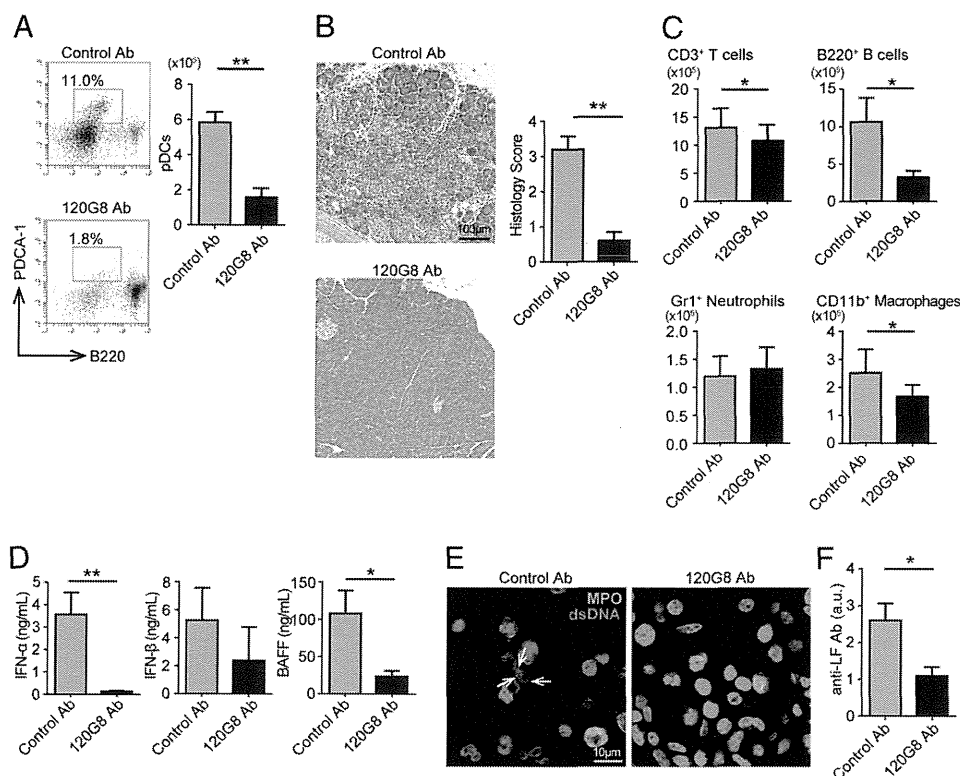 A
Control Ab
11.0%
120G8 Ab
1.8%
PDCA-1
B220
(x10⁵)
**
pDCs
8
6
4
2
0
Control Ab
120G8 Ab
B
Control Ab
100μm
120G8 Ab
**
Histology Score
4
3
2
1
0
Control Ab
120G8 Ab
C
CD3⁺ T cells
(x10⁵)
*
20
15
10
5
0
Control Ab
120G8 Ab
B220⁺ B cells
*
15
10
5
0
Control Ab
120G8 Ab
Gr1⁺ Neutrophils
2.0
1.5
1.0
0.5
0.0
Control Ab
120G8 Ab
CD11b⁺ Macrophages
*
5
4
3
2
1
0
Control Ab
120G8 Ab
D
**
IFN-α (ng/mL)
5
4
3
2
1
0
Control Ab
120G8 Ab
IFN-β (ng/mL)
8
6
4
2
0
Control Ab
120G8 Ab
*
BAFF (ng/mL)
150
100
50
0
Control Ab
120G8 Ab
E
Control Ab
MPO
dsDNA
10μm
120G8 Ab
F
*
anti-LF Ab (a.u.)
4
3
2
1
0
Control Ab
120G8 Ab